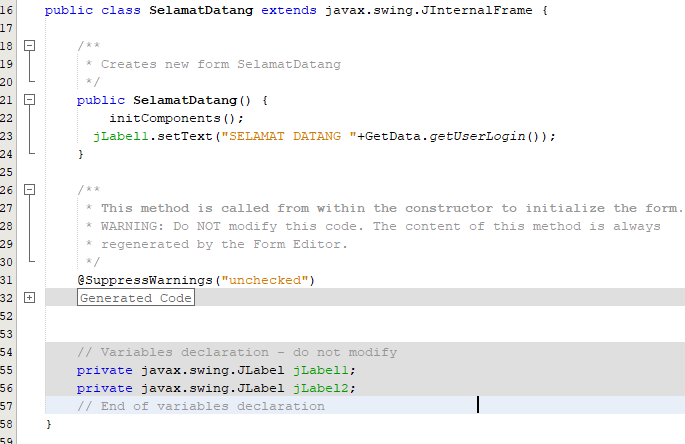 16 public class SelamatDatang extends javax.swing.JInternalFrame {
17
18 /**
19 * Creates new form SelamatDatang
20 */
21 public SelamatDatang() {
22 initComponents();
23 jLabel1.setText("SELAMAT DATANG "+GetData.getUserLogin());
24 }
25
26 /**
27 * This method is called from within the constructor to initialize the form.
28 * WARNING: Do NOT modify this code. The content of this method is always
29 * regenerated by the Form Editor.
30 */
31 @SuppressWarnings("unchecked")
32 Generated Code
52
53
54 // Variables declaration - do not modify
55 private javax.swing.JLabel jLabel1;
56 private javax.swing.JLabel jLabel2;
57 // End of variables declaration
58 }
59